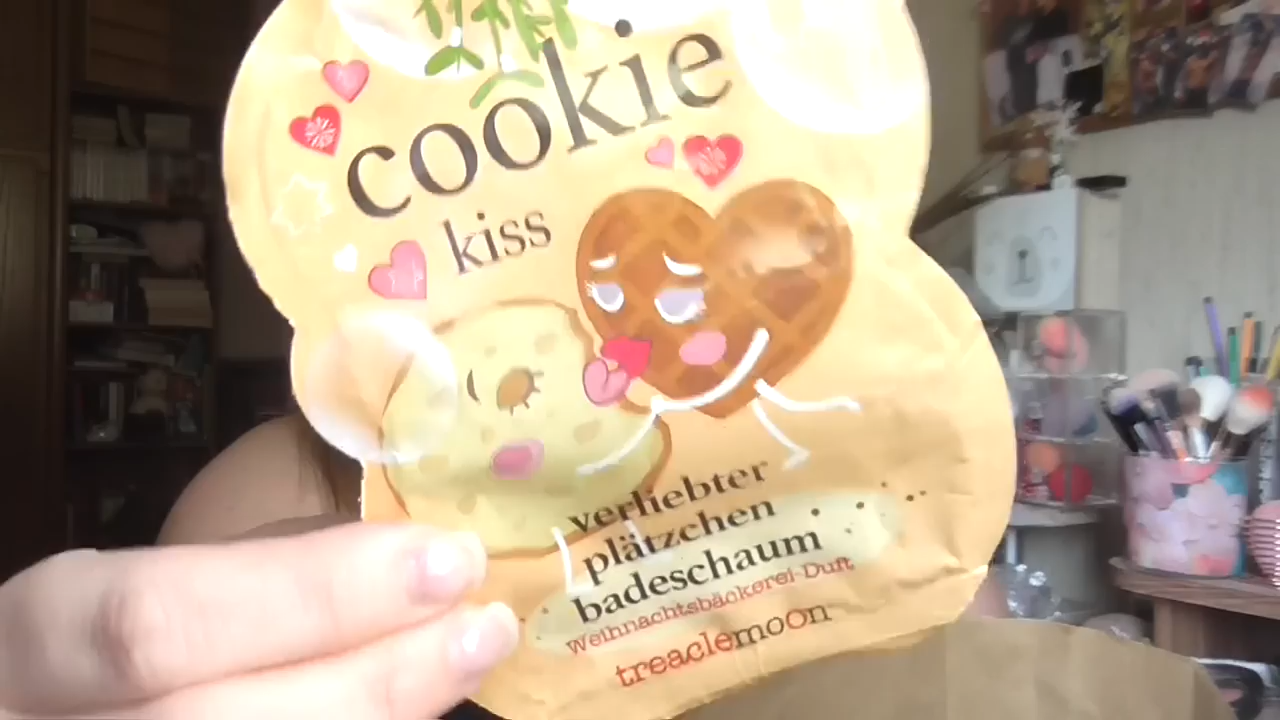 cookie
kiss
verliebter
plätzchen
badeschaum
Weihnachtsbäckerei-Duft
treaclemoon